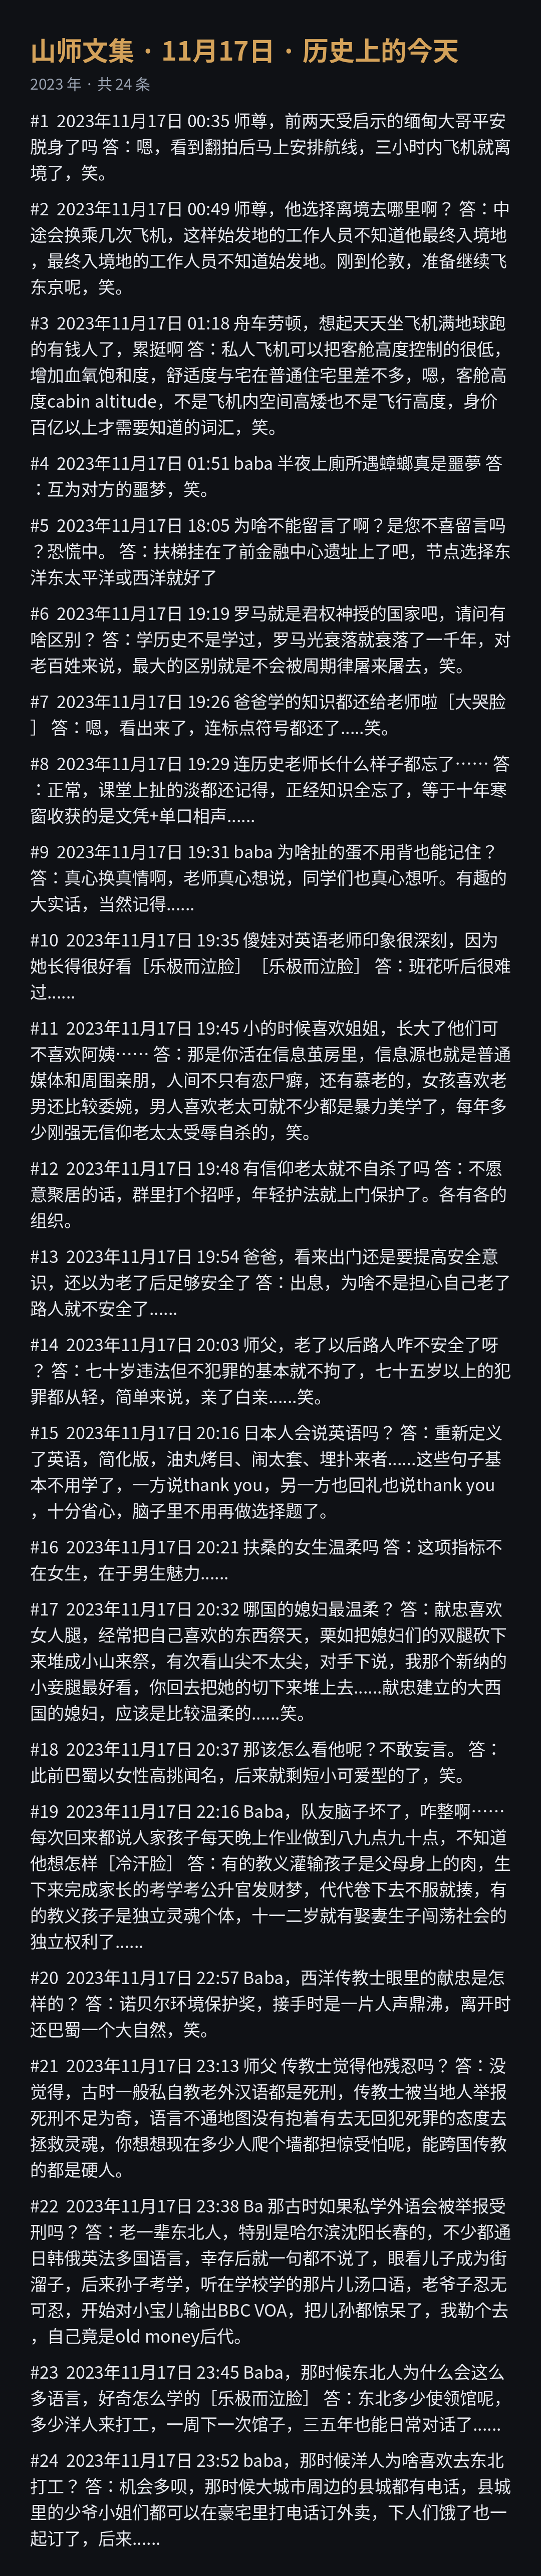 山师文集 · 11月17日 · 历史上的今天
2023 年 · 共 24 条
#1 2023年11月17日 00:35 师尊，前两天受启示的缅甸大哥平安
脱身了吗 答：嗯，看到翻拍后马上安排航线，三小时内飞机就离
境了，笑。
#2 2023年11月17日 00:49 师尊，他选择离境去哪里啊？ 答：中
途会换乘几次飞机，这样始发地的工作人员不知道他最终入境地
，最终入境地的工作人员不知道始发地。刚到伦敦，准备继续飞
东京呢，笑。
#3 2023年11月17日 01:18 舟车劳顿，想起天天坐飞机满地球跑
的有钱人了，累挺啊 答：私人飞机可以把客舱高度控制的很低，
增加血氧饱和度，舒适度与宅在普通住宅里差不多，嗯，客舱高
度cabin altitude，不是飞机内空间高矮也不是飞行高度，身价
百亿以上才需要知道的词汇，笑。
#4 2023年11月17日 01:51 baba 半夜上廁所遇蟑螂真是噩夢 答
：互为对方的噩梦，笑。
#5 2023年11月17日 18:05 为啥不能留言了啊？是您不喜留言吗
？恐慌中。 答：扶梯挂在了前金融中心遗址上了吧，节点选择东
洋东太平洋或西洋就好了
#6 2023年11月17日 19:19 罗马就是君权神授的国家吧，请问有
啥区别？ 答：学历史不是学过，罗马光衰落就衰落了一千年，对
老百姓来说，最大的区别就是不会被周期律屠来屠去，笑。
#7 2023年11月17日 19:26 爸爸学的知识都还给老师啦［大哭脸
］ 答：嗯，看出来了，连标点符号都还了.....笑。
#8 2023年11月17日 19:29 连历史老师长什么样子都忘了…… 答
：正常，课堂上扯的淡都还记得，正经知识全忘了，等于十年寒
窗收获的是文凭+单口相声......
#9 2023年11月17日 19:31 baba 为啥扯的蛋不用背也能记住？
答：真心换真情啊，老师真心想说，同学们也真心想听。有趣的
大实话，当然记得......
#10 2023年11月17日 19:35 傻娃对英语老师印象很深刻，因为
她长得很好看［乐极而泣脸］［乐极而泣脸］ 答：班花听后很难
过......
#11 2023年11月17日 19:45 小的时候喜欢姐姐，长大了他们可
不喜欢阿姨…… 答：那是你活在信息茧房里，信息源也就是普通
媒体和周围亲朋，人间不只有恋尸癖，还有慕老的，女孩喜欢老
男还比较委婉，男人喜欢老太可就不少都是暴力美学了，每年多
少刚强无信仰老太太受辱自杀的，笑。
#12 2023年11月17日 19:48 有信仰老太就不自杀了吗 答：不愿
意聚居的话，群里打个招呼，年轻护法就上门保护了。各有各的
组织。
#13 2023年11月17日 19:54 爸爸，看来出门还是要提高安全意
识，还以为老了后足够安全了 答：出息，为啥不是担心自己老了
路人就不安全了......
#14 2023年11月17日 20:03 师父，老了以后路人咋不安全了呀
？ 答：七十岁违法但不犯罪的基本就不拘了，七十五岁以上的犯
罪都从轻，简单来说，亲了白亲......笑。
#15 2023年11月17日 20:16 日本人会说英语吗？ 答：重新定义
了英语，简化版，油丸烤目、闹太套、埋扑来者......这些句子基
本不用学了，一方说thank you，另一方也回礼也说thank you
，十分省心，脑子里不用再做选择题了。
#16 2023年11月17日 20:21 扶桑的女生温柔吗 答：这项指标不
在女生，在于男生魅力......
#17 2023年11月17日 20:32 哪国的媳妇最温柔？ 答：献忠喜欢
女人腿，经常把自己喜欢的东西祭天，栗如把媳妇们的双腿砍下
来堆成小山来祭，有次看山尖不太尖，对手下说，我那个新纳的
小妾腿最好看，你回去把她的切下来堆上去......献忠建立的大西
国的媳妇，应该是比较温柔的......笑。
#18 2023年11月17日 20:37 那该怎么看他呢？不敢妄言。 答：
此前巴蜀以女性高挑闻名，后来就剩短小可爱型的了，笑。
#19 2023年11月17日 22:16 Baba，队友脑子坏了，咋整啊……
每次回来都说人家孩子每天晚上作业做到八九点九十点，不知道
他想怎样［冷汗脸］ 答：有的教义灌输孩子是父母身上的肉，生
下来完成家长的考学考公升官发财梦，代代卷下去不服就揍，有
的教义孩子是独立灵魂个体，十一二岁就有娶妻生子闯荡社会的
独立权利了......
#20 2023年11月17日 22:57 Baba，西洋传教士眼里的献忠是怎
样的？ 答：诺贝尔环境保护奖，接手时是一片人声鼎沸，离开时
还巴蜀一个大自然，笑。
#21 2023年11月17日 23:13 师父 传教士觉得他残忍吗？ 答：没
觉得，古时一般私自教老外汉语都是死刑，传教士被当地人举报
死刑不足为奇，语言不通地图没有抱着有去无回犯死罪的态度去
拯救灵魂，你想想现在多少人爬个墙都担惊受怕呢，能跨国传教
的都是硬人。
#22 2023年11月17日 23:38 Ba 那古时如果私学外语会被举报受
刑吗？ 答：老一辈东北人，特别是哈尔滨沈阳长春的，不少都通
日韩俄英法多国语言，幸存后就一句都不说了，眼看儿子成为街
溜子，后来孙子考学，听在学校学的那片儿汤口语，老爷子忍无
可忍，开始对小宝儿输出BBC VOA，把儿孙都惊呆了，我勒个去
，自己竟是old money后代。
#23 2023年11月17日 23:45 Baba，那时候东北人为什么会这么
多语言，好奇怎么学的［乐极而泣脸］ 答：东北多少使领馆呢，
多少洋人来打工，一周下一次馆子，三五年也能日常对话了......
#24 2023年11月17日 23:52 baba，那时候洋人为啥喜欢去东北
打工？ 答：机会多呗，那时候大城市周边的县城都有电话，县城
里的少爷小姐们都可以在豪宅里打电话订外卖，下人们饿了也一
起订了，后来......